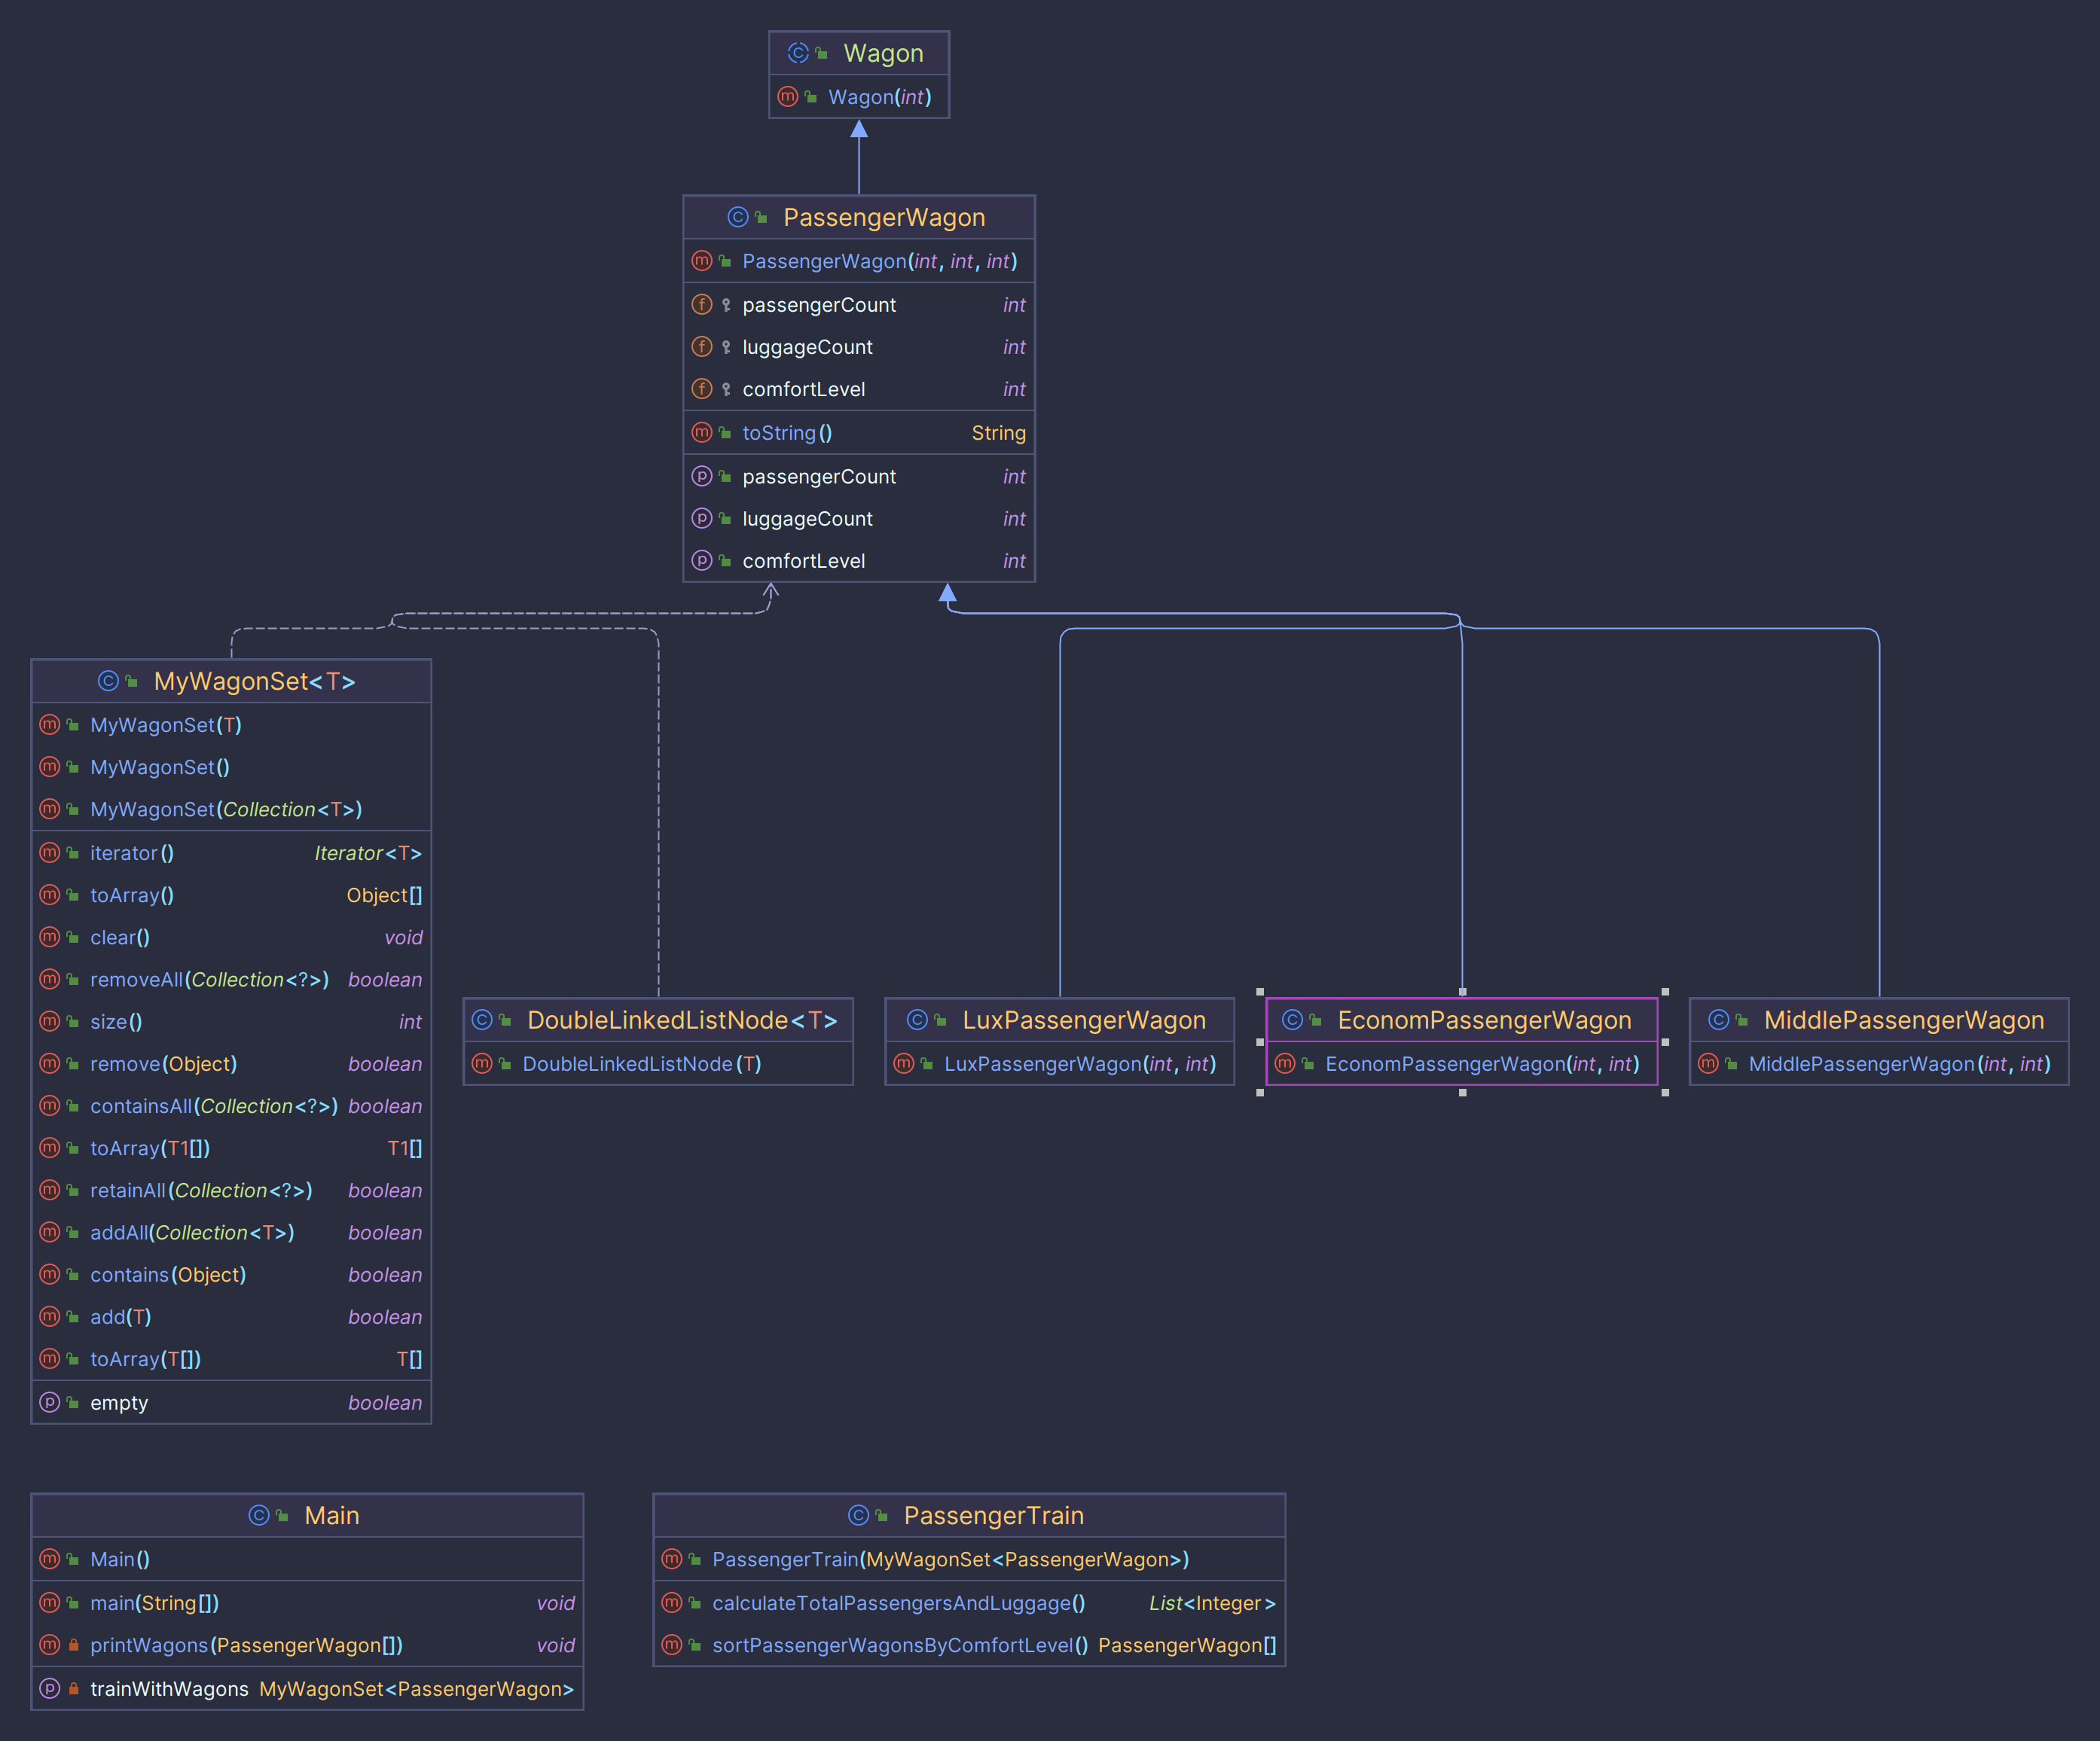 Wagon
Wagon(int)
PassengerWagon
PassengerWagon(int, int, int)
passengerCount int
luggageCount int
comfortLevel int
toString() String
passengerCount int
luggageCount int
comfortLevel int
MyWagonSet<T>
MyWagonSet(T)
MyWagonSet()
MyWagonSet(Collection<T>)
iterator() Iterator<T>
toArray() Object[]
clear() void
removeAll(Collection<?>) boolean
size() int
remove(Object) boolean
containsAll(Collection<?>) boolean
toArray(T1[]) T1[]
retainAll(Collection<?>) boolean
addAll(Collection<T>) boolean
contains(Object) boolean
add(T) boolean
toArray(T[]) T[]
empty boolean
DoubleLinkedListNode<T>
DoubleLinkedListNode(T)
LuxPassengerWagon
LuxPassengerWagon(int, int)
EconomPassengerWagon
EconomPassengerWagon(int, int)
MiddlePassengerWagon
MiddlePassengerWagon(int, int)
Main
Main()
main(String[]) void
printWagons(PassengerWagon[]) void
trainWithWagons MyWagonSet<PassengerWagon>
PassengerTrain
PassengerTrain(MyWagonSet<PassengerWagon>)
calculateTotalPassengersAndLuggage() List<Integer>
sortPassengerWagonsByComfortLevel() PassengerWagon[]